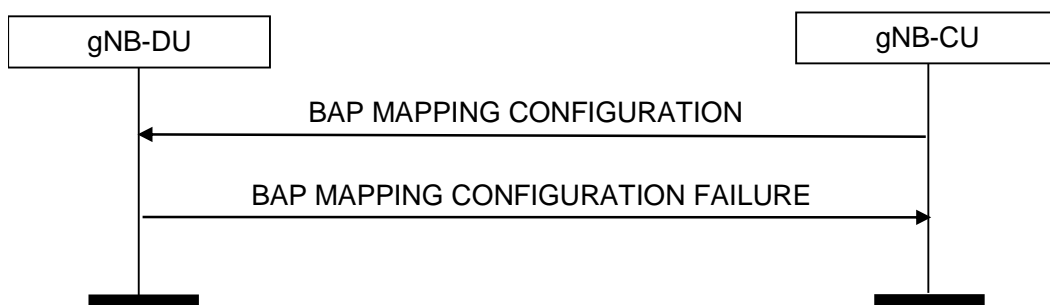 gNB-DU
gNB-CU
BAP MAPPING CONFIGURATION
BAP MAPPING CONFIGURATION FAILURE